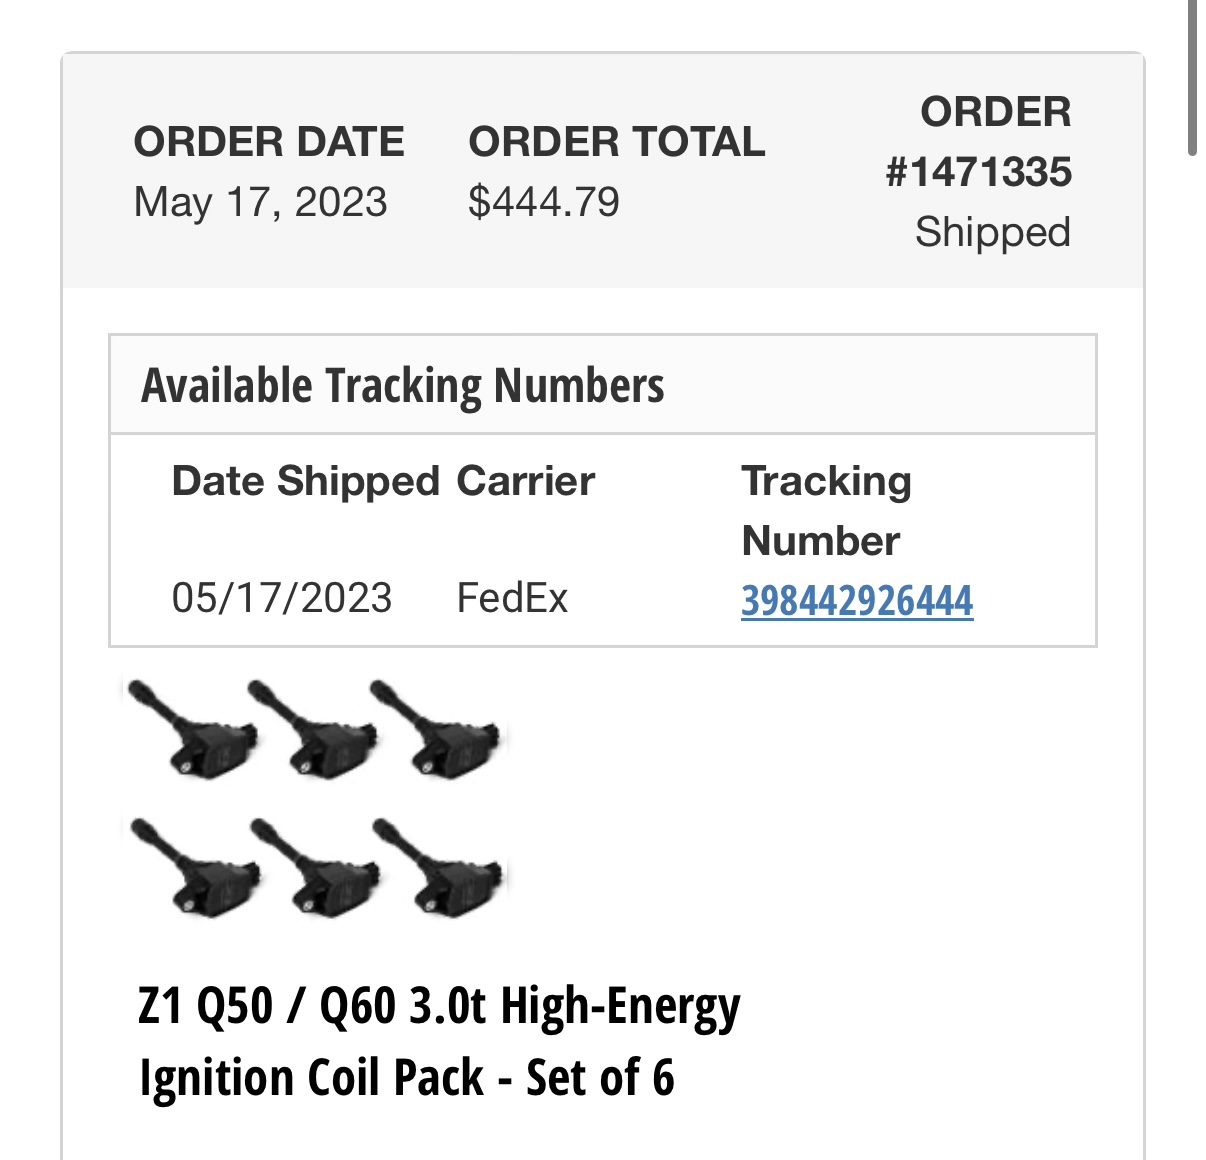 ORDER DATE
May 17, 2023
ORDER TOTAL
$444.79
ORDER
#1471335
Shipped
Available Tracking Numbers
Date Shipped Carrier Tracking
Number
05/17/2023 FedEx 398442926444
Z1 Q50 / Q60 3.0t High-Energy
Ignition Coil Pack - Set of 6